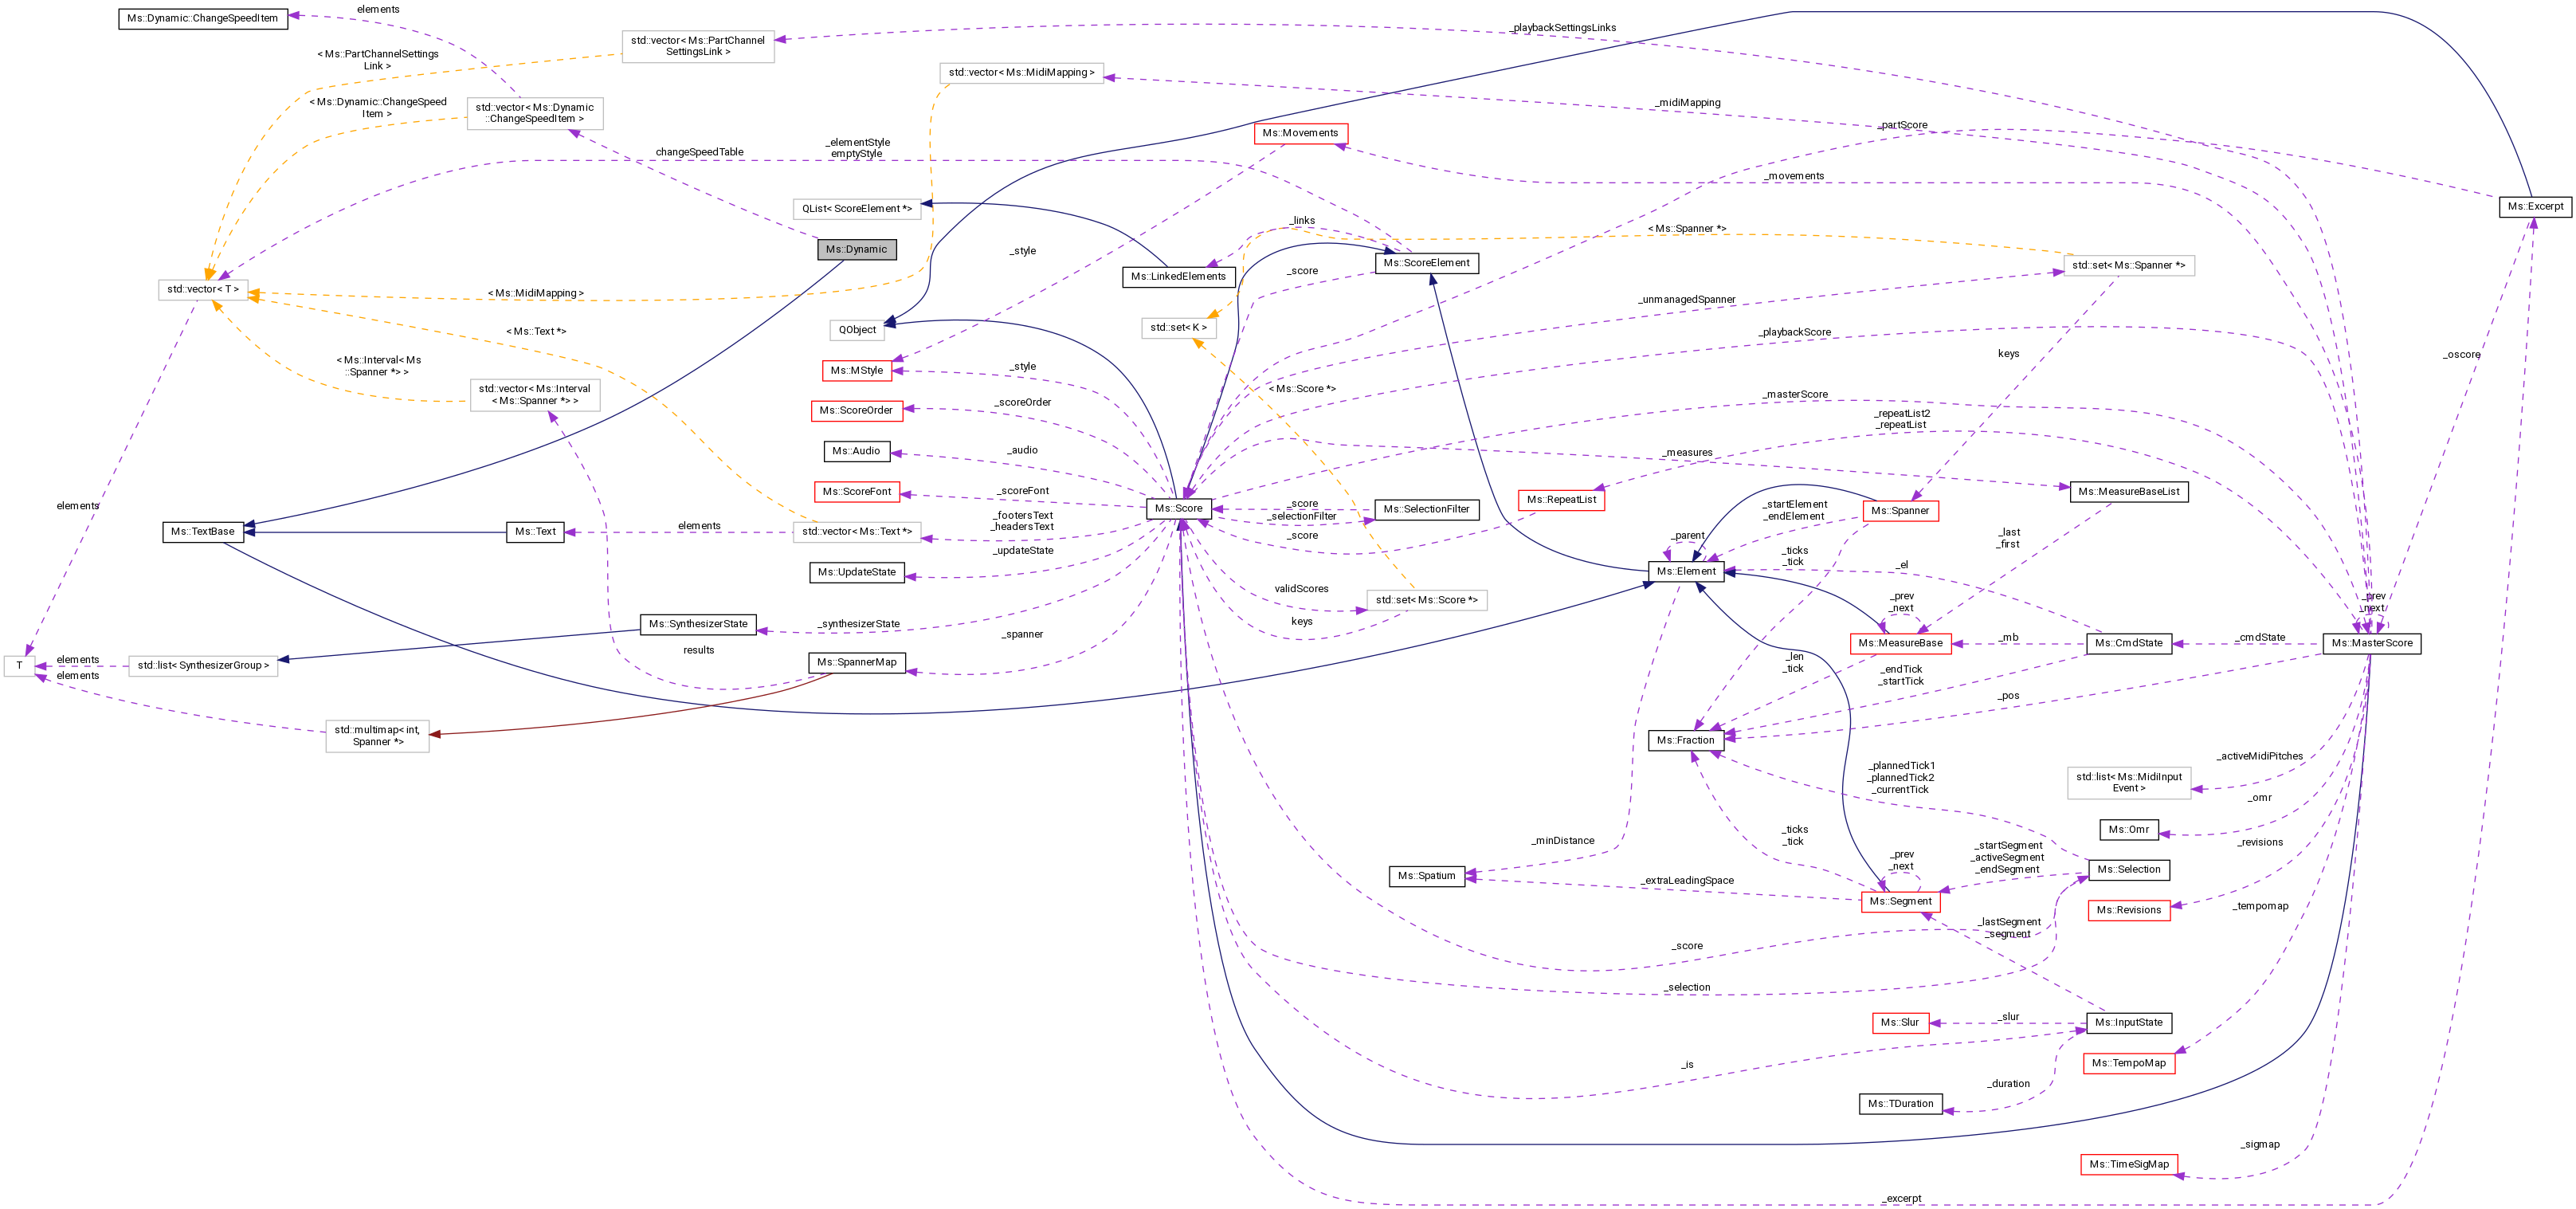 elements
Ms::Dynamic::ChangeSpeedItem
_playbackSettingsLinks
std::vector< Ms::PartChannel
SettingsLink >
< Ms::PartChannelSettings
Link >
std::vector< Ms::MidiMapping >
< Ms::Dynamic::ChangeSpeed
Item >
std::vector< Ms::Dynamic
::ChangeSpeedItem >
_midiMapping
_partScore
Ms::Movements
_elementStyle
emptyStyle
changeSpeedTable
_movements
QList< ScoreElement *>
Ms::Excerpt
_links
< Ms::Spanner *>
Ms::Dynamic
_style
Ms::ScoreElement
std::set< Ms::Spanner *>
_score
Ms::LinkedElements
std::vector< T >
< Ms::MidiMapping >
_unmanagedSpanner
std::set< K >
QObject
< Ms::Text *>
_playbackScore
keys
_oscore
< Ms::Interval< Ms
::Spanner *> >
_style
Ms::MStyle
std::vector< Ms::Interval
< Ms::Spanner *> >
< Ms::Score *>
_masterScore
_scoreOrder
Ms::ScoreOrder
_repeatList2
_repeatList
_audio
Ms::Audio
_measures
_scoreFont
Ms::ScoreFont
Ms::MeasureBaseList
Ms::RepeatList
elements
Ms::Score
_score
_selectionFilter
Ms::SelectionFilter
_startElement
_endElement
Ms::Spanner
_footersText
_headersText
Ms::TextBase
Ms::Text
elements
std::vector< Ms::Text *>
_score
_parent
_last
_first
_updateState
Ms::UpdateState
_ticks
_tick
_el
Ms::Element
validScores
std::set< Ms::Score *>
_prev
_next
_prev
_next
keys
Ms::SynthesizerState
_synthesizerState
_spanner
_mb
Ms::MeasureBase
Ms::CmdState
_cmdState
Ms::MasterScore
results
T
elements
elements
std::list< SynthesizerGroup >
Ms::SpannerMap
_len
_tick
_endTick
_startTick
_pos
std::multimap< int,
Spanner *>
Ms::Fraction
_activeMidiPitches
_plannedTick1
_plannedTick2
_currentTick
std::list< Ms::MidiInput
Event >
_omr
Ms::Omr
_ticks
_tick
_minDistance
_revisions
_startSegment
_activeSegment
_endSegment
_prev
_next
Ms::Selection
Ms::Spatium
_extraLeadingSpace
Ms::Segment
Ms::Revisions
_tempomap
_lastSegment
_segment
_score
_selection
_slur
Ms::Slur
Ms::InputState
_is
Ms::TempoMap
_duration
Ms::TDuration
_sigmap
Ms::TimeSigMap
_excerpt